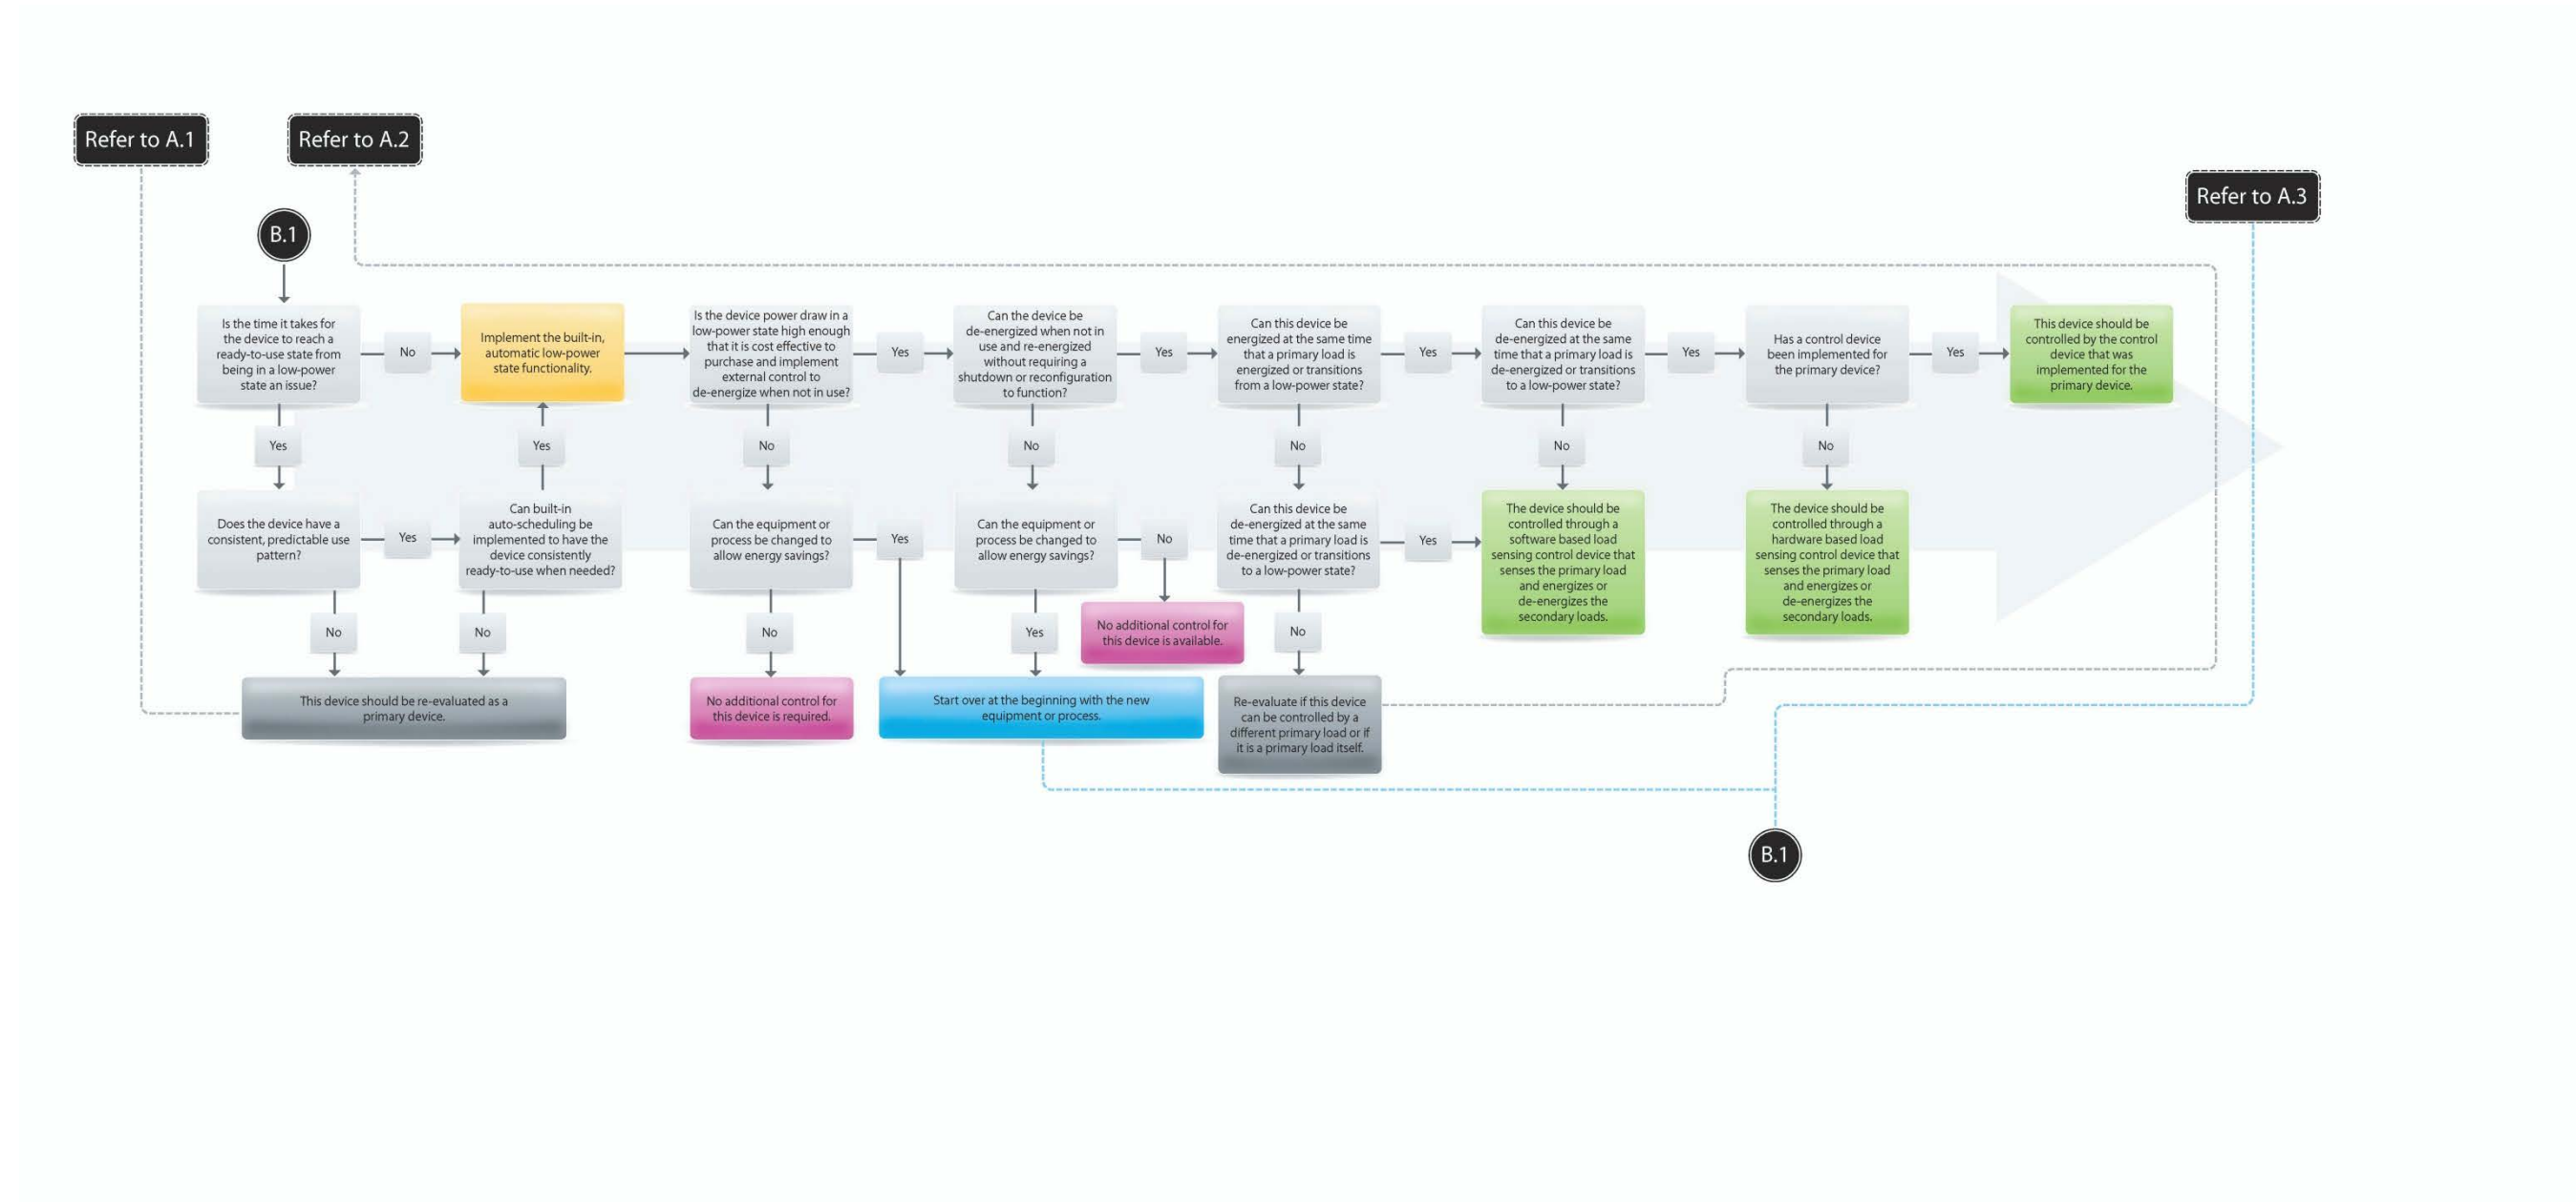 Refer to A.1
Refer to A.2
Refer to A.3
B.1
Is the time it takes for
the device to reach a
ready-to-use state from
being in a low-power
state an issue?
No
Implement the built-in,
automatic low-power
state functionality.
Is the device power draw in a
low-power state high enough
that it is cost effective to
purchase and implement
external control to
de-energize when not in use?
Yes
Can the device be
de-energized when not in
use and re-energized
without requiring a
shutdown or reconfiguration
to function?
Yes
Can this device be
energized at the same time
that a primary load is
energized or transitions
from a low-power state?
Yes
Can this device be
de-energized at the same
time that a primary load is
de-energized or transitions
to a low-power state?
Yes
Has a control device
been implemented for
the primary device?
Yes
This device should be
controlled by the control
device that was
implemented for the
primary device.
Yes
Yes
No
No
No
No
No
Does the device have a
consistent, predictable use
pattern?
Yes
Can built-in
auto-scheduling be
implemented to have the
device consistently
ready-to-use when needed?
Can the equipment or
process be changed to
allow energy savings?
Yes
Can the equipment or
process be changed to
allow energy savings?
No
Can this device be
de-energized at the same
time that a primary load is
de-energized or transitions
to a low-power state?
Yes
The device should be
controlled through a
software based load
sensing control device that
senses the primary load
and energizes or
de-energizes the
secondary loads.
The device should be
controlled through a
hardware based load
sensing control device that
senses the primary load
and energizes or
de-energizes the
secondary loads.
No
No
No
Yes
No additional control for
this device is available.
No
This device should be re-evaluated as a
primary device.
No additional control for
this device is required.
Start over at the beginning with the new
equipment or process.
Re-evaluate if this device
can be controlled by a
different primary load or if
it is a primary load itself.
B.1